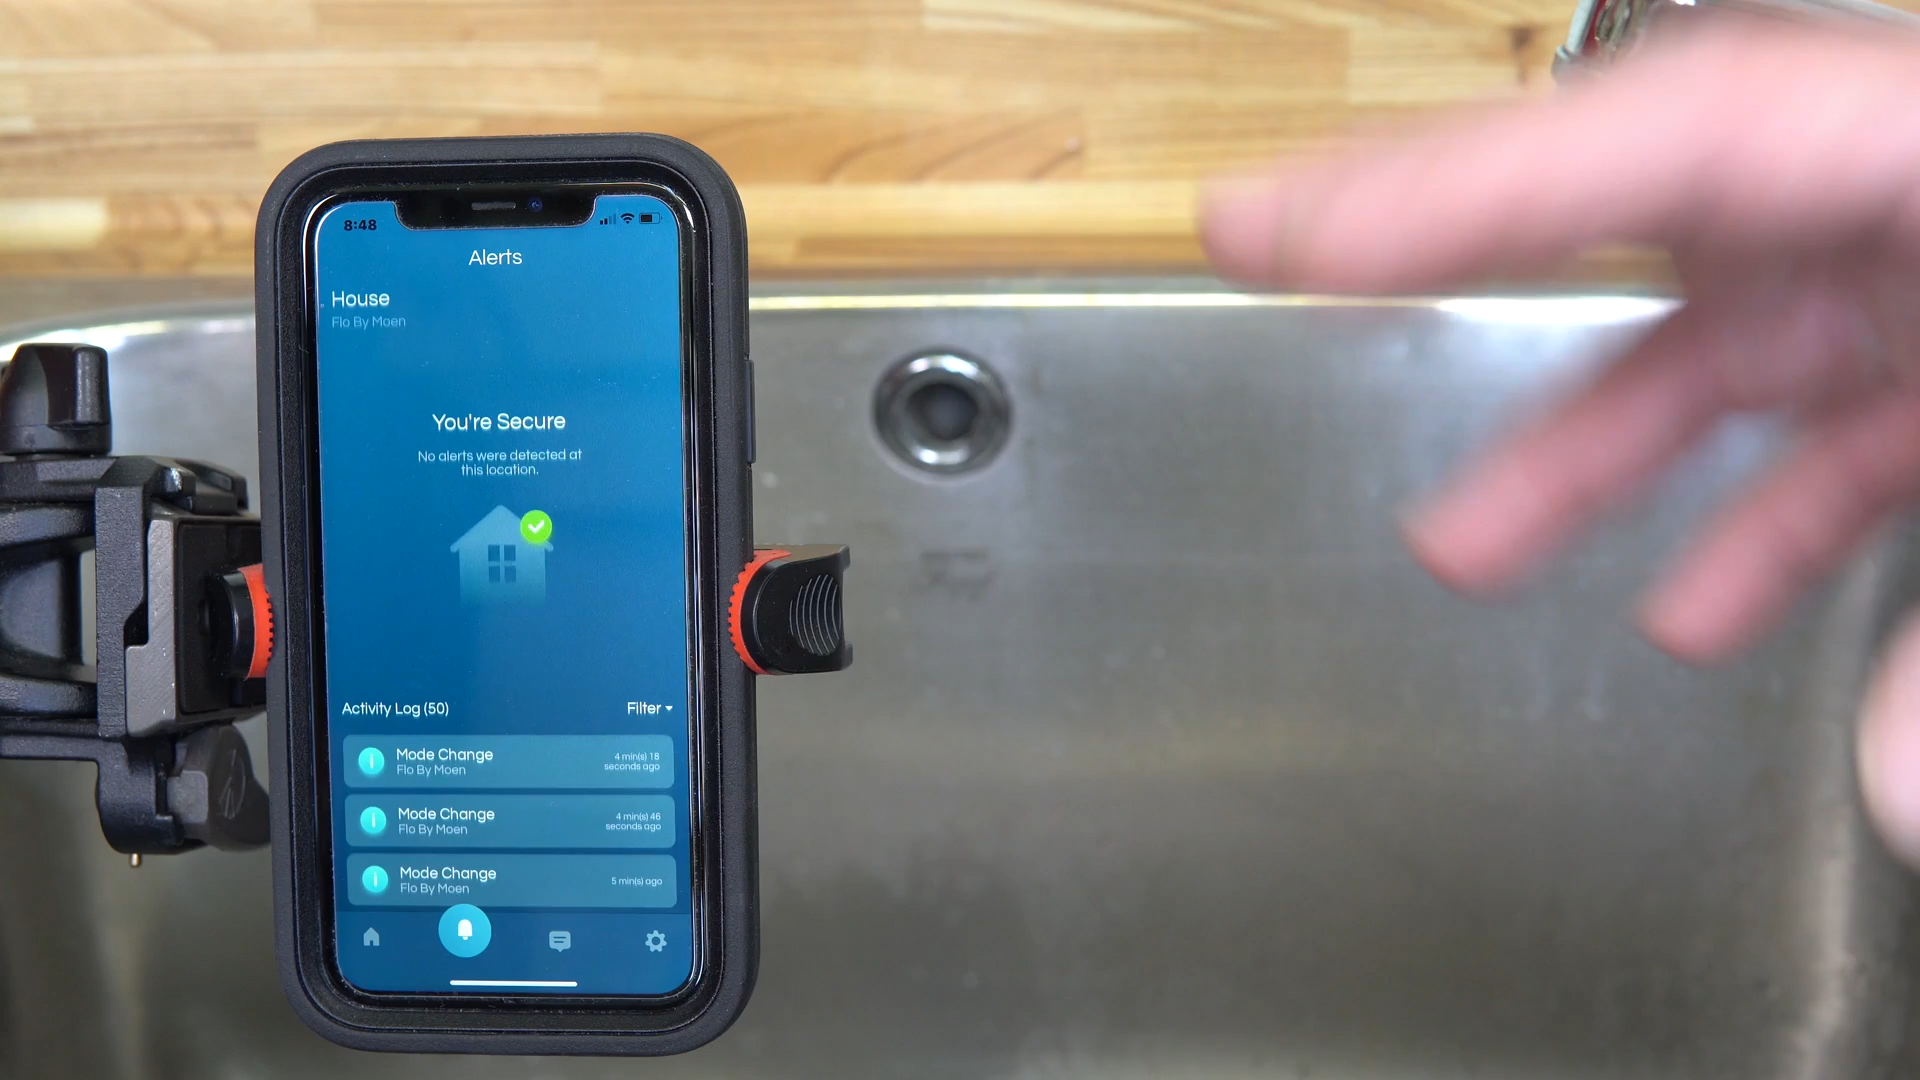 8:48
Alerts
House
Flo By Moen
You're Secure
No alerts were detected at
this location.
Activity Log (50)
Filter
Mode Change
Flo By Moen
4 min(s) 18
seconds ago
Mode Change
Flo By Moen
4 min(s) 46
seconds ago
Mode Change
Flo By Moen
5 min(s) ago